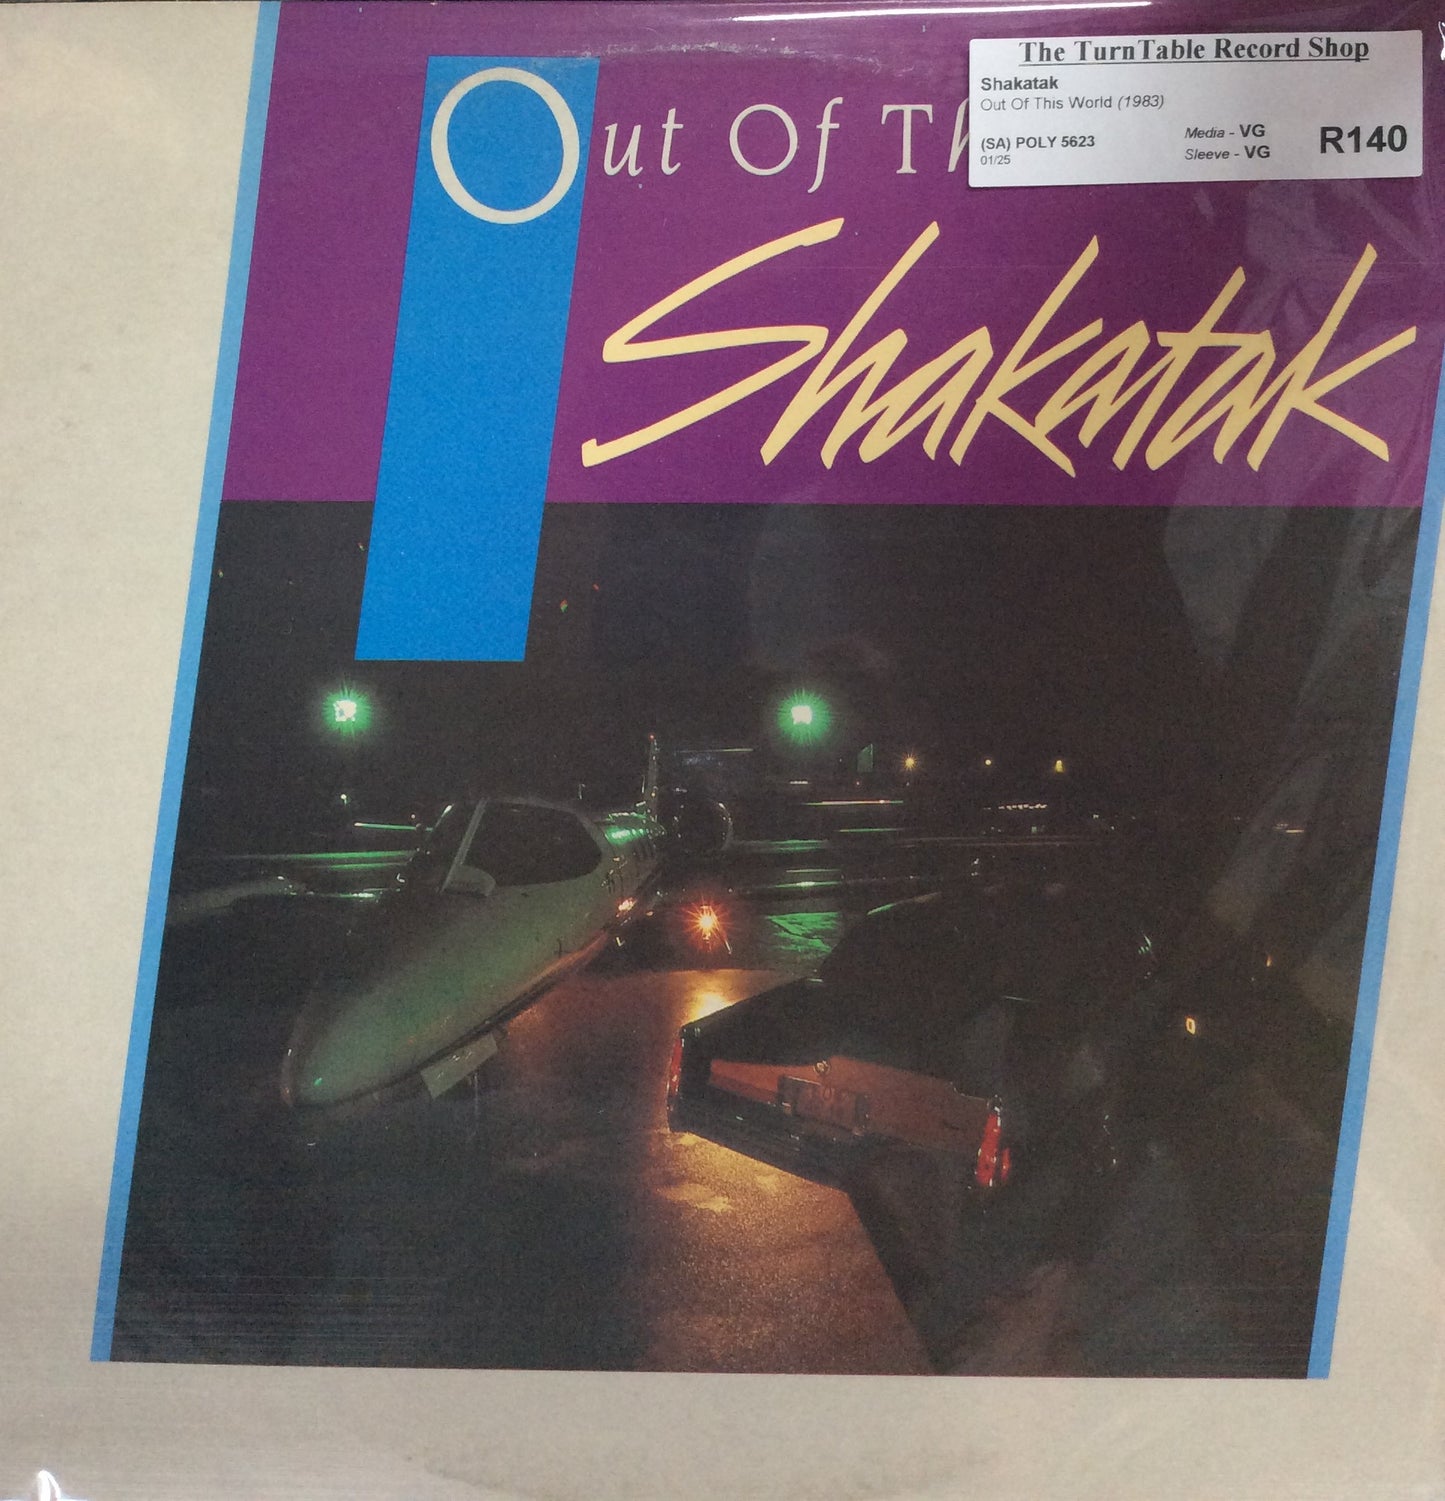 The TurnTable Record Shop
Shakatak
Out Of This World (1983)
(SA) POLY 5623
01/25
Media - VG
Sleeve - VG
R140
Out Of Th
Shakatak